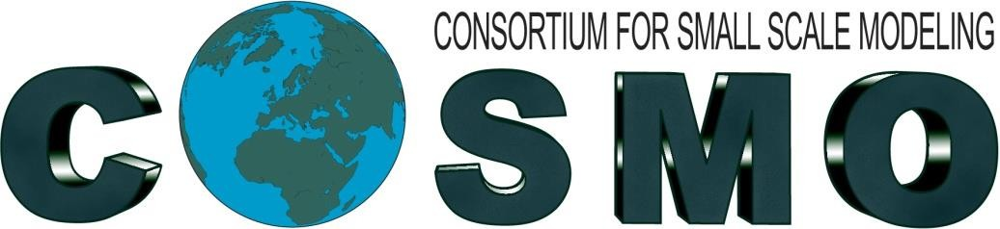 CONSORTIUM FOR SMALL SCALE MODELING
COSMO